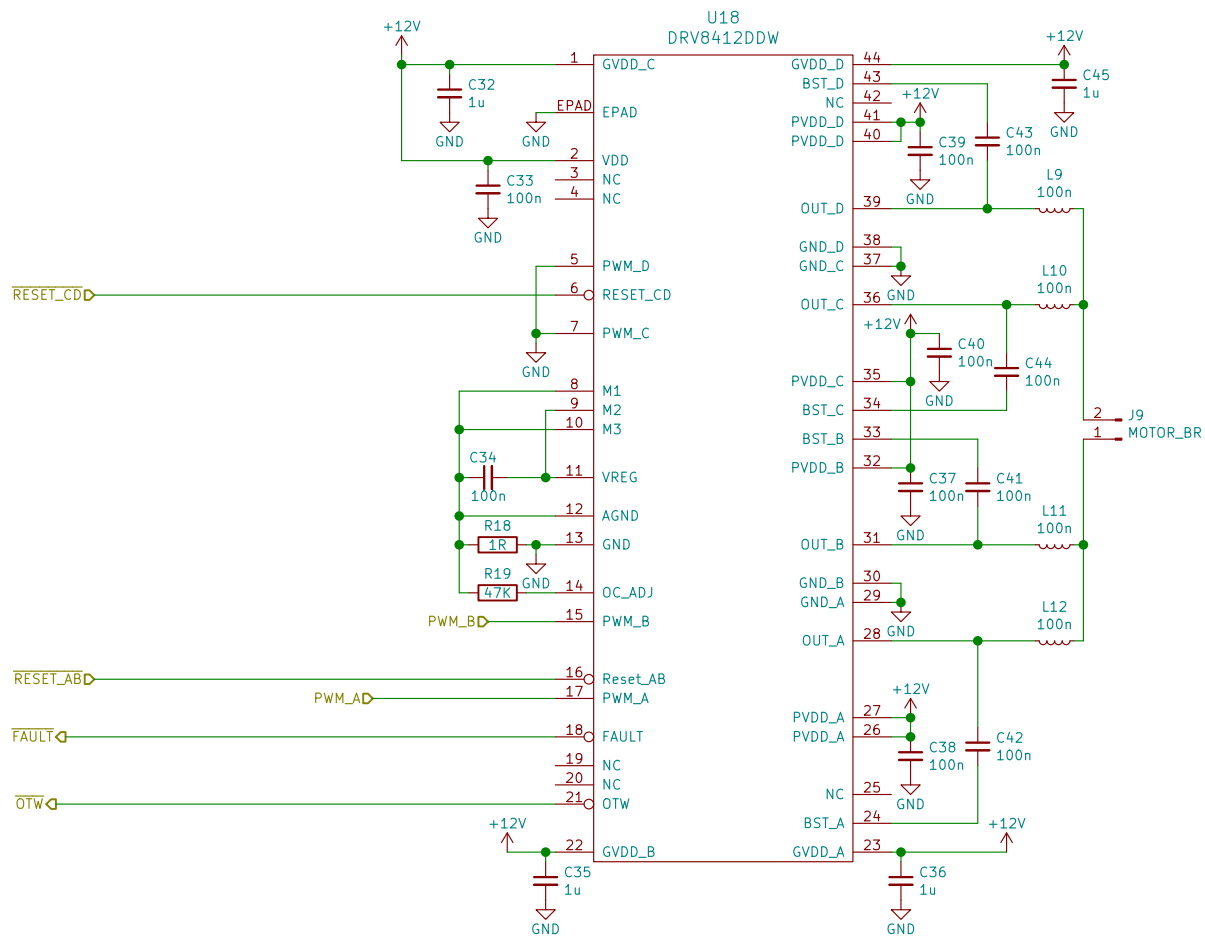 U18
DRV8412DDW
+12V
C32
1u
GND
EPAD
GND
C33
100n
GND
1
GVDD_C
EPAD
2
VDD
3
NC
4
NC
5
PWM_D
RESET_CD
6
RESET_CD
7
PWM_C
GND
8
M1
9
M2
10
M3
C34
100n
11
VREG
12
AGND
R18
1R
13
GND
GND
R19
47K
14
OC_ADJ
PWM_B
15
PWM_B
RESET_AB
16
Reset_AB
PWM_A
17
PWM_A
FAULT
18
FAULT
19
NC
20
NC
OTW
21
OTW
+12V
22
GVDD_B
C35
1u
GND
GVDD_D
44
+12V
C45
1u
GND
BST_D
43
NC
42
+12V
PVDD_D
41
PVDD_D
40
C39
100n
GND
C43
100n
OUT_D
39
L9
100n
GND_D
38
GND_C
37
GND
OUT_C
36
L10
100n
+12V
C40
100n
GND
C44
100n
PVDD_C
35
BST_C
34
BST_B
33
PVDD_B
32
C37
100n
GND
C41
100n
2
1
J9
MOTOR_BR
OUT_B
31
L11
100n
GND_B
30
GND_A
29
GND
OUT_A
28
L12
100n
+12V
PVDD_A
27
PVDD_A
26
C38
100n
GND
C42
100n
NC
25
BST_A
24
GVDD_A
23
+12V
C36
1u
GND